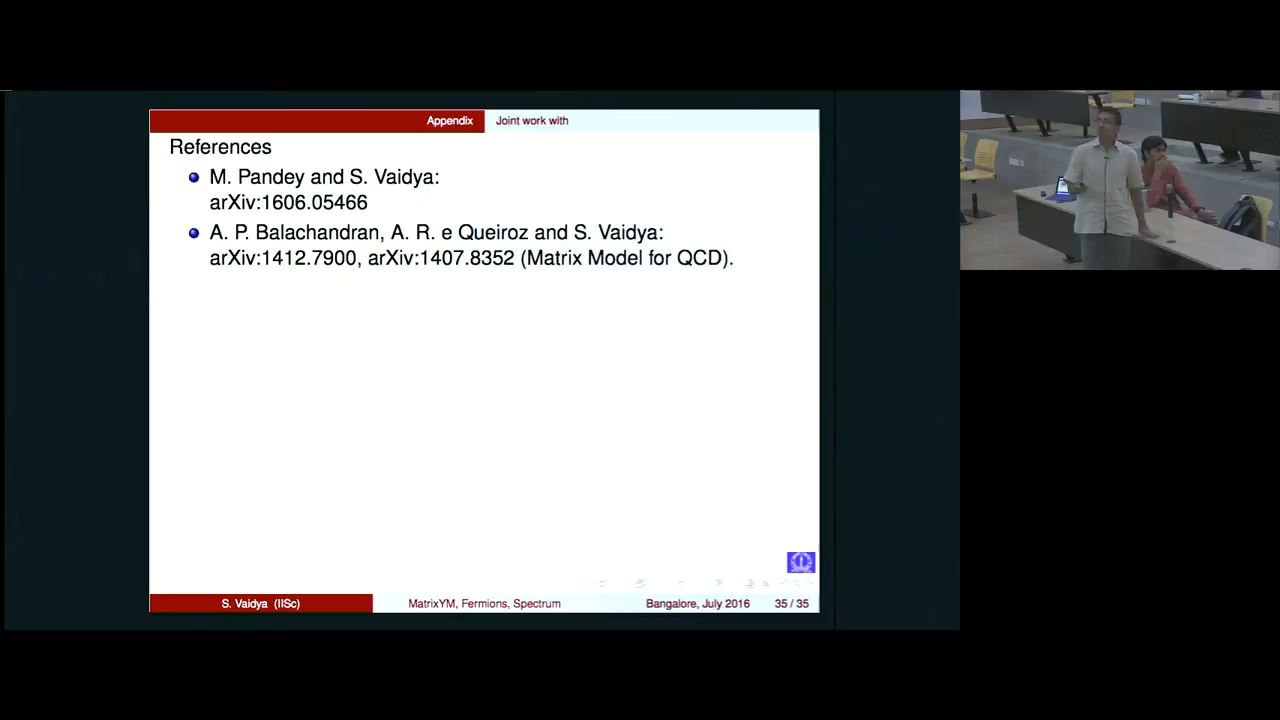 Appendix
Joint work with
References
M. Pandey and S. Vaidya:
arXiv:1606.05466
A. P. Balachandran, A. R. e Queiroz and S. Vaidya:
arXiv:1412.7900, arXiv:1407.8352 (Matrix Model for QCD).
S. Vaidya (IISc)
MatrixYM, Fermions, Spectrum
Bangalore, July 2016
35 / 35